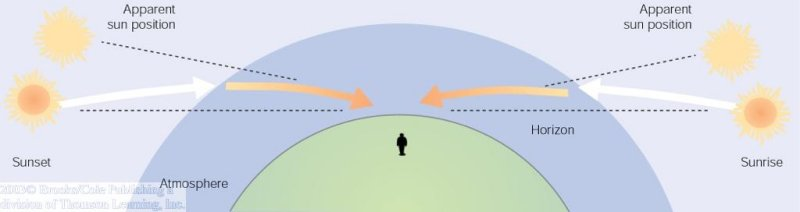 Apparent
sun position
Apparent
sun position
Horizon
Sunset
Sunrise
Atmosphere
2003© Brooks/Cole Publishing a
division of Thomson Learning, Inc.